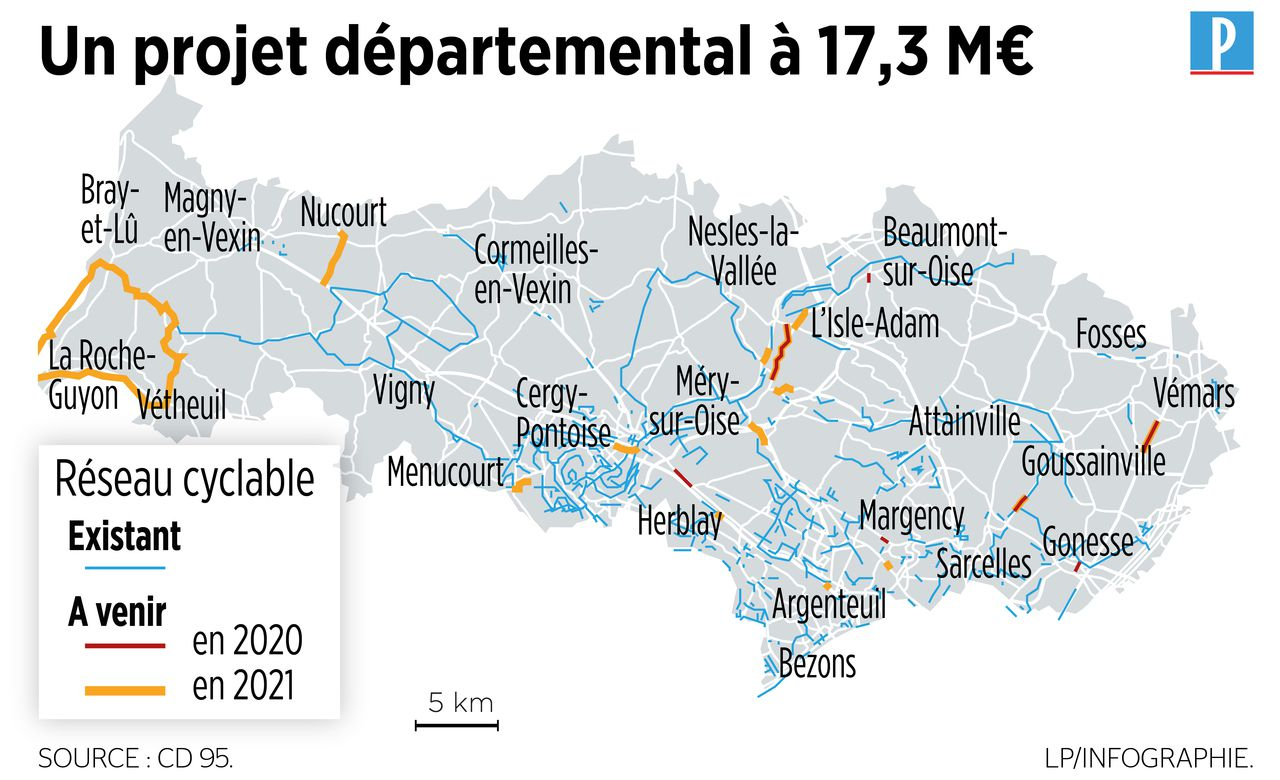 Un projet départemental à 17,3 M€
P
Bray-
et-Lû
Magny-
en-Vexin
Nucourt
Cormeilles-
en-Vexin
Nesles-la-
Vallée
Beaumont-
sur-Oise
L'Isle-Adam
Fosses
La Roche-
Guyon
Vétheuil
Vigny
Cergy-
Pontoise
Méry-
sur-Oise
Attainville
Vémars
Menucourt
Goussainville
Herblay
Margency
Gonesse
Sarcelles
Argenteuil
Bezons
Réseau cyclable
Existant
A venir
en 2020
en 2021
5 km
SOURCE : CD 95.
LP/INFOGRAPHIE.